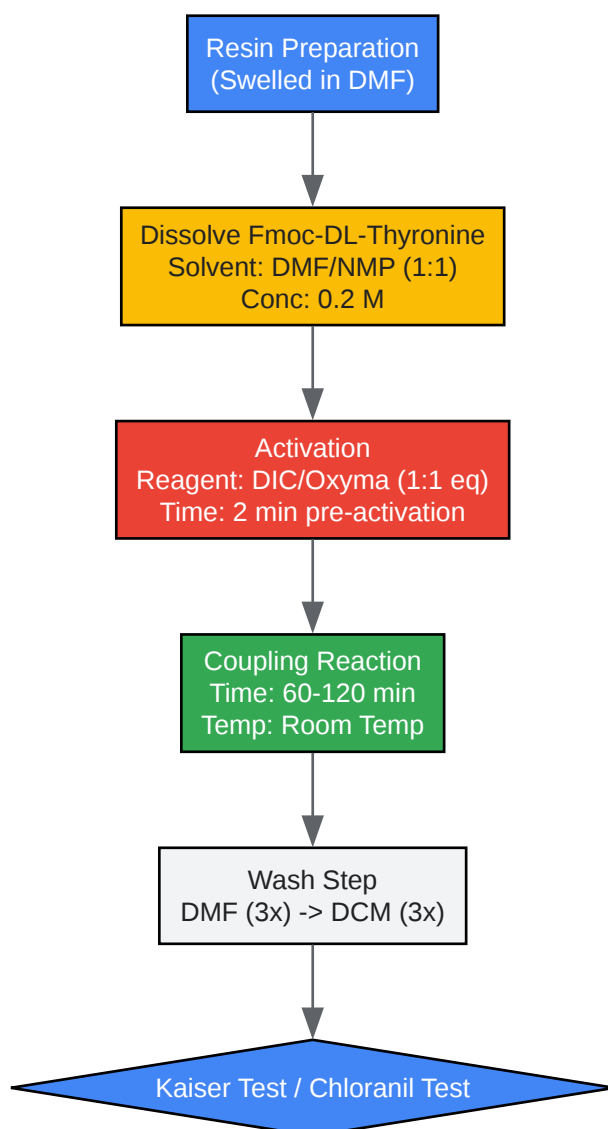 Resin Preparation
(Swelled in DMF)
Dissolve Fmoc-DL-Thyronine
Solvent: DMF/NMP (1:1)
Conc: 0.2 M
Activation
Reagent: DIC/Oxyma (1:1 eq)
Time: 2 min pre-activation
Coupling Reaction
Time: 60-120 min
Temp: Room Temp
Wash Step
DMF (3x) -> DCM (3x)
Kaiser Test / Chloranil Test